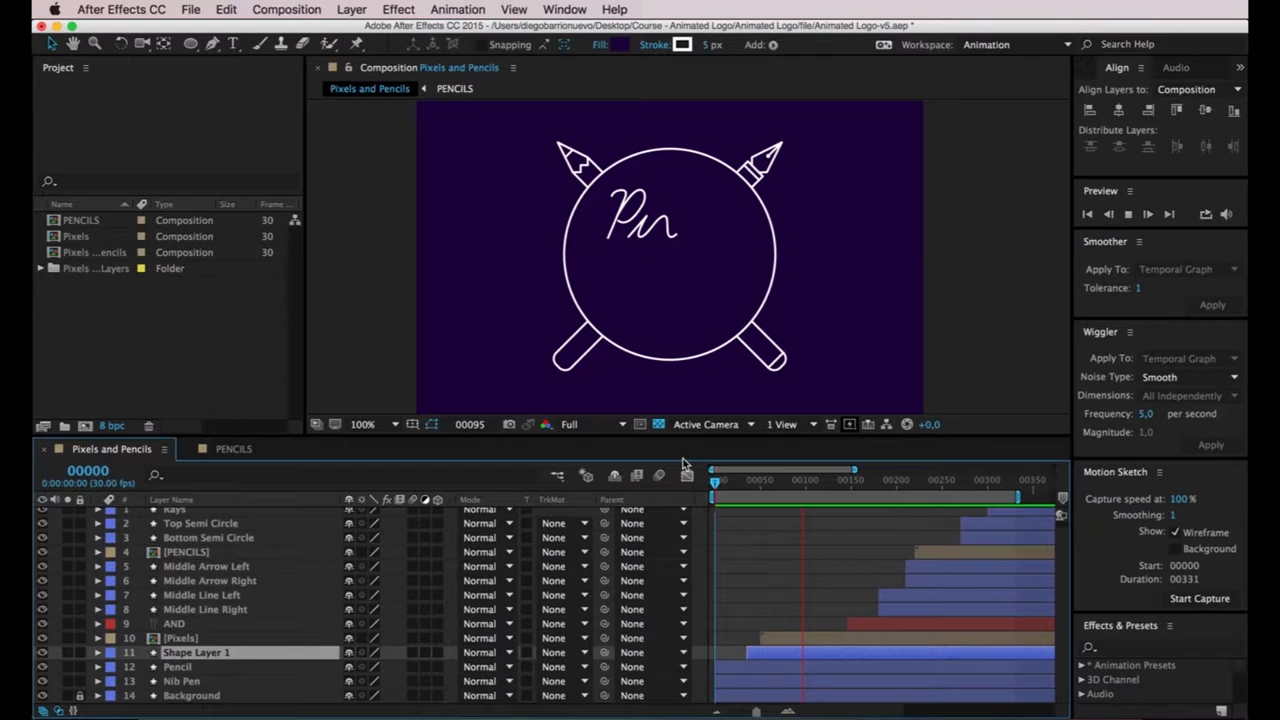 After Effects CC File Edit Composition Layer Effect Animation View Window Help
Adobe After Effects CC 2015 - /Users/diegobarrionuevo/Desktop/Course - Animated Logo/Animated Logo/file/Animated Logo-v5.aep *
Snapping Fill: Stroke: 5 px Add: Workspace: Animation Search Help
Project
Composition Pixels and Pencils
Align Audio
Pixels and Pencils PENCILS
Align Layers to: Composition
Distribute Layers:
Pin
Preview
Name Type Size Frame...
PENCILS Composition 30
Pixels Composition 30
Pixels ...encils Composition 30
Pixels ...Layers Folder
Smoother
Apply To: Temporal Graph
Tolerance: 1
Apply
Wiggler
Apply To: Temporal Graph
Noise Type: Smooth
Dimensions: All Independently
Frequency: 5,0 per second
Magnitude: 1,0
Apply
8 bpc
100% 00095 Full Active Camera 1 View +0,0
Pixels and Pencils PENCILS
00000
0:00:00:00 (30.00 fps)
00050 00100 00150 00200 00250 00300 00350
# Layer Name Mode T TrkMat Parent
1 Rays Normal None
2 Top Semi Circle Normal None None
3 Bottom Semi Circle Normal None None
4 [PENCILS] Normal None None
5 Middle Arrow Left Normal None None
6 Middle Arrow Right Normal None None
7 Middle Line Left Normal None None
8 Middle Line Right Normal None None
9 AND Normal None None
10 [Pixels] Normal None None
11 Shape Layer 1 Normal None None
12 Pencil Normal None None
13 Nib Pen Normal None None
14 Background Normal None None
Motion Sketch
Capture speed at: 100 %
Smoothing: 1
Show: Wireframe
Background
Start: 00000
Duration: 00331
Start Capture
Effects & Presets
* Animation Presets
3D Channel
Audio